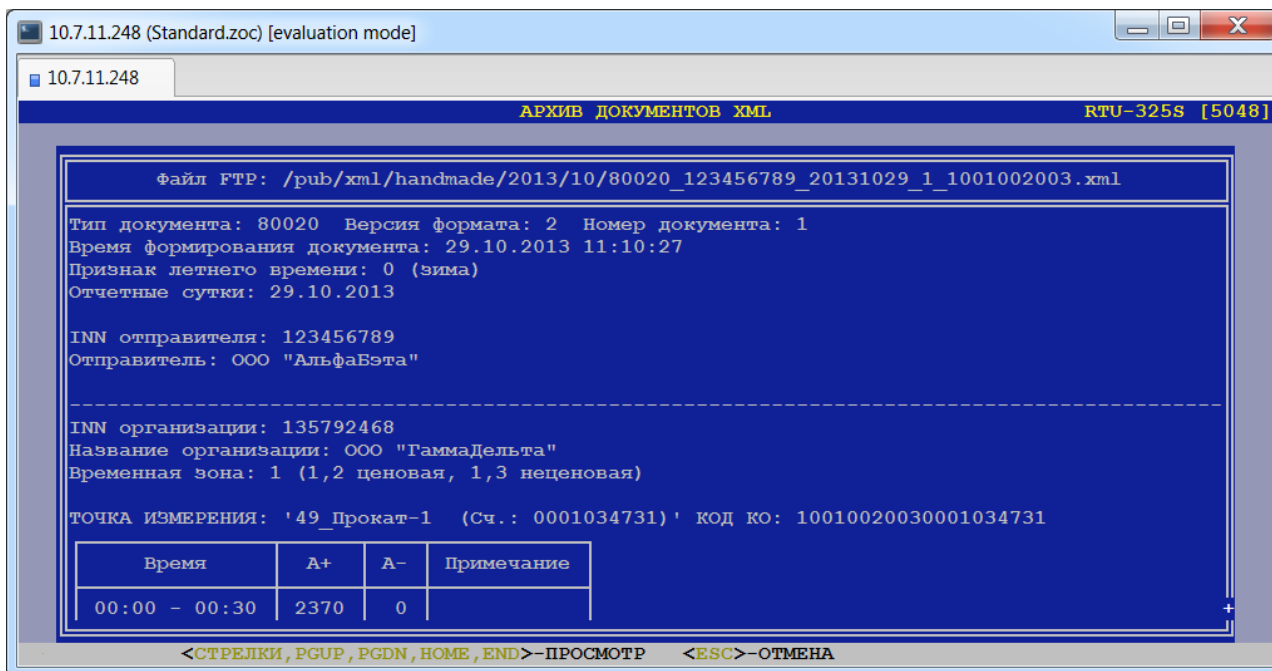 10.7.11.248 (Standard.zoc) [evaluation mode]
10.7.11.248
АРХИВ ДОКУМЕНТОВ XML RTU-325S [5048]
Файл FTP: /pub/xml/handmade/2013/10/80020_123456789_20131029_1_1001002003.xml
Тип документа: 80020 Версия формата: 2 Номер документа: 1
Время формирования документа: 29.10.2013 11:10:27
Признак летнего времени: 0 (зима)
Отчетные сутки: 29.10.2013
INN отправителя: 123456789
Отправитель: ООО "АльфаБэта"
INN организации: 135792468
Название организации: ООО "ГаммаДельта"
Временная зона: 1 (1,2 ценовая, 1,3 неценовая)
ТОЧКА ИЗМЕРЕНИЯ: '49_Прокат-1 (Сч.: 0001034731)' КОД КО: 10010020030001034731
Время A+ A- Примечание
00:00 - 00:30 2370 0
+
<СТРЕЛКИ,PGUP,PGDN,HOME,END>-ПРОСМОТР <ESC>-ОТМЕНА